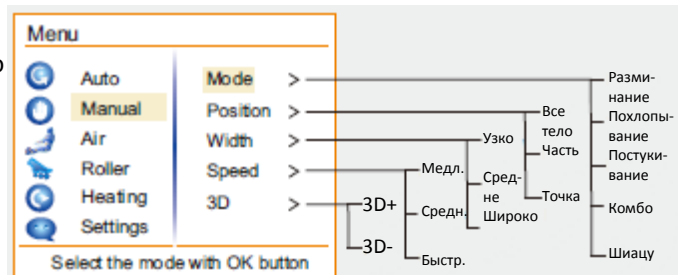 о
Menu
Auto
Manual
Air
Roller
Heating
Settings
Mode >
Position >
Width >
Speed >
3D >
3D+
3D-
Медл.
Средн.
Быстр.
Узко
Сред-
не
Широко
Все
тело
Часть
Точка
Разми-
нание
Похлопы-
вание
Постуки-
вание
Комбо
Шиацу
Select the mode with OK button